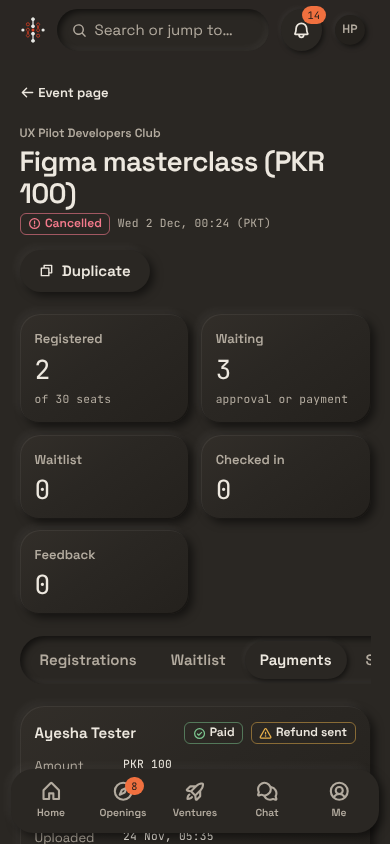 Search or jump to...
14
HP
← Event page
UX Pilot Developers Club
Figma masterclass (PKR
100)
Cancelled Wed 2 Dec, 00:24 (PKT)
Duplicate
Registered
2
of 30 seats
Waiting
3
approval or payment
Waitlist
0
Checked in
0
Feedback
0
Registrations Waitlist Payments S
Ayesha Tester Paid Refund sent
Amount PKR 100
8
Home Openings Ventures Chat Me
Uploaded 24 Nov, 05:35